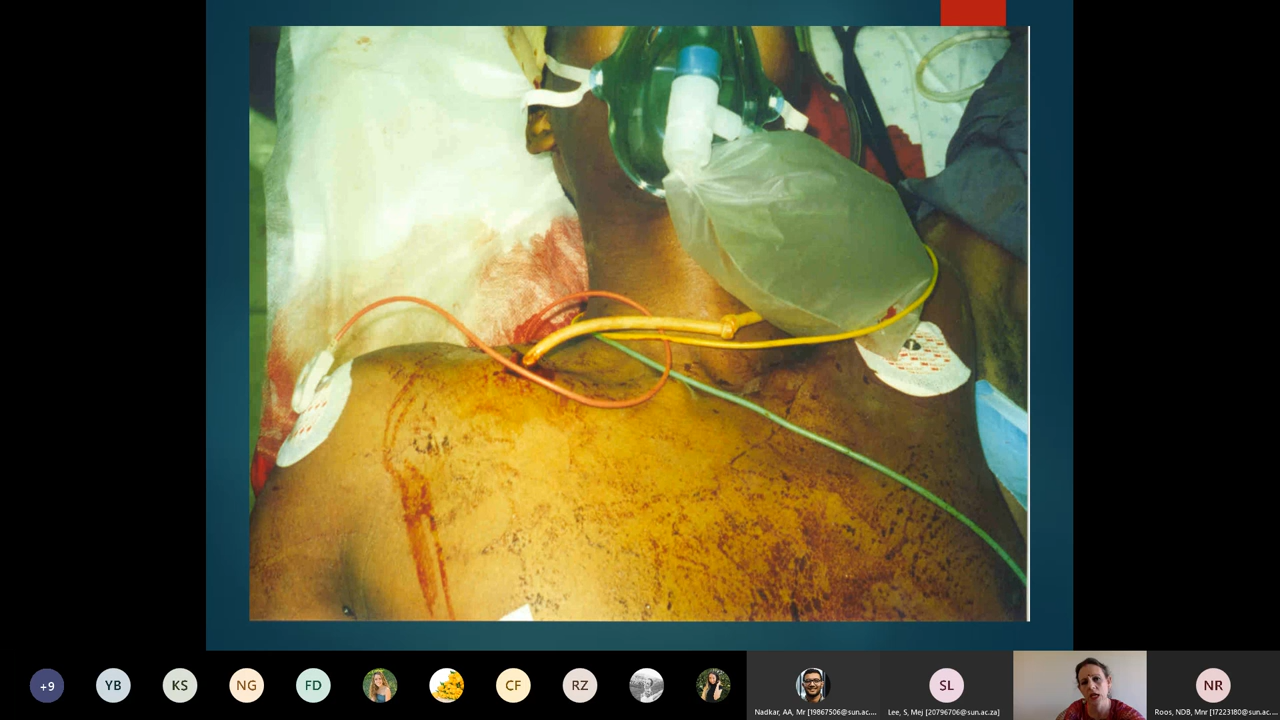 +9
YB
KS
NG
FD
CF
RZ
Nadkar, AA, Mr [19867506@sun.ac....
SL
Lee, S, Mej [20796706@sun.ac.za]
NR
Roos, NDB, Mnr [17223180@sun.ac....